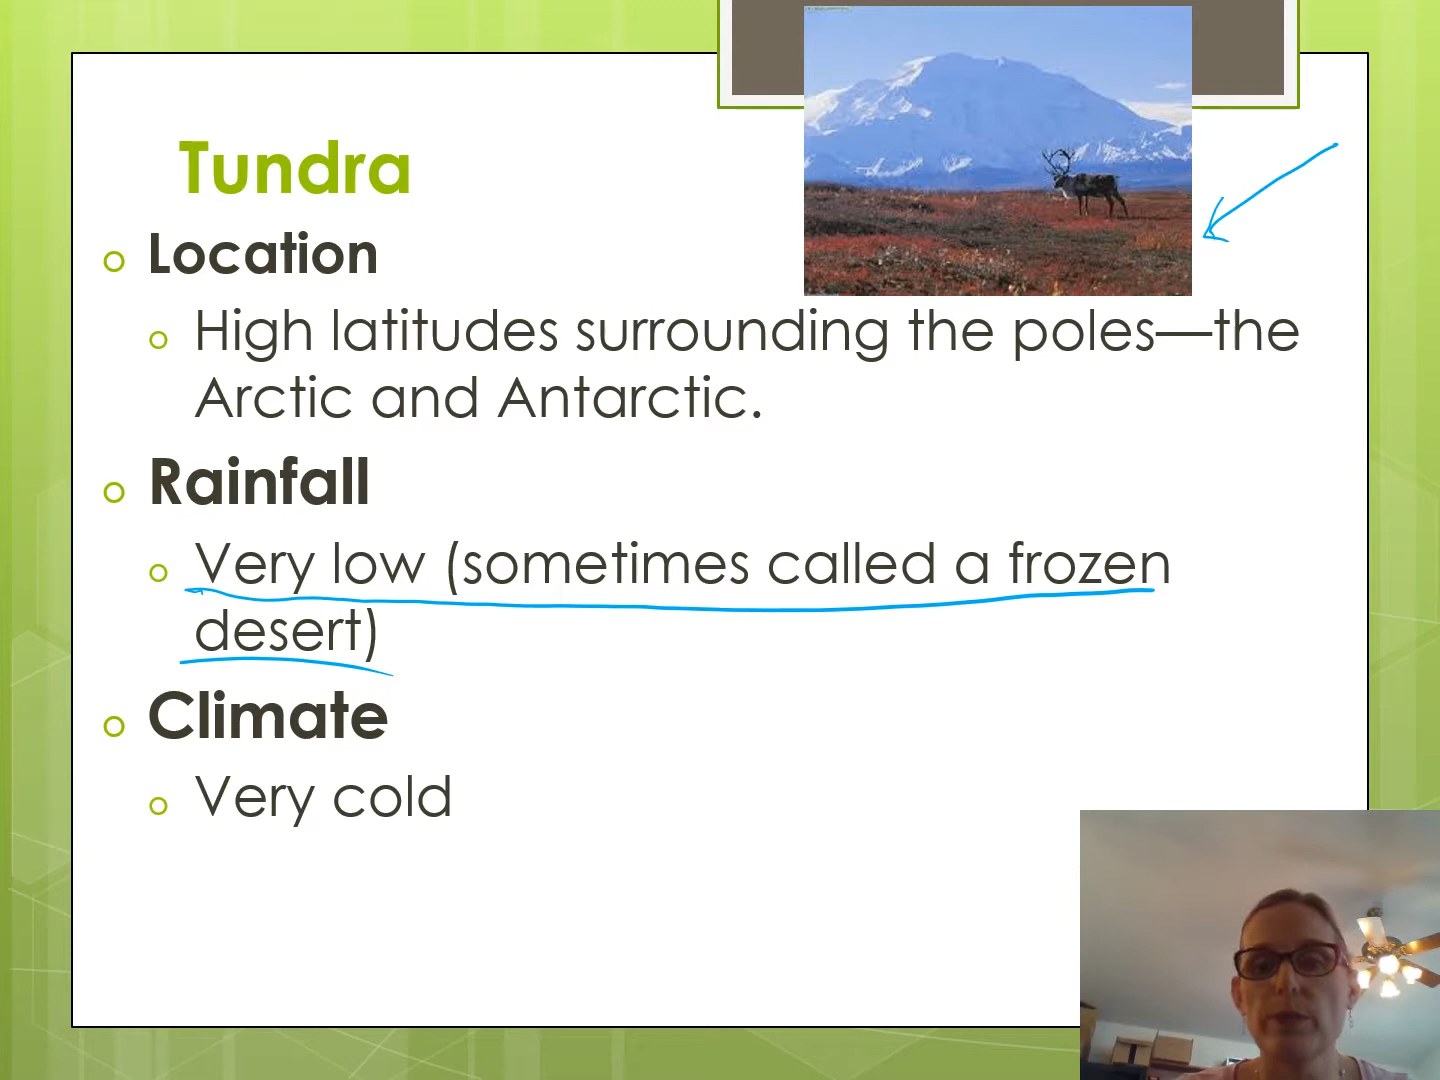 Tundra
Location
High latitudes surrounding the poles—the
Arctic and Antarctic.
Rainfall
Very low (sometimes called a frozen
desert)
Climate
Very cold